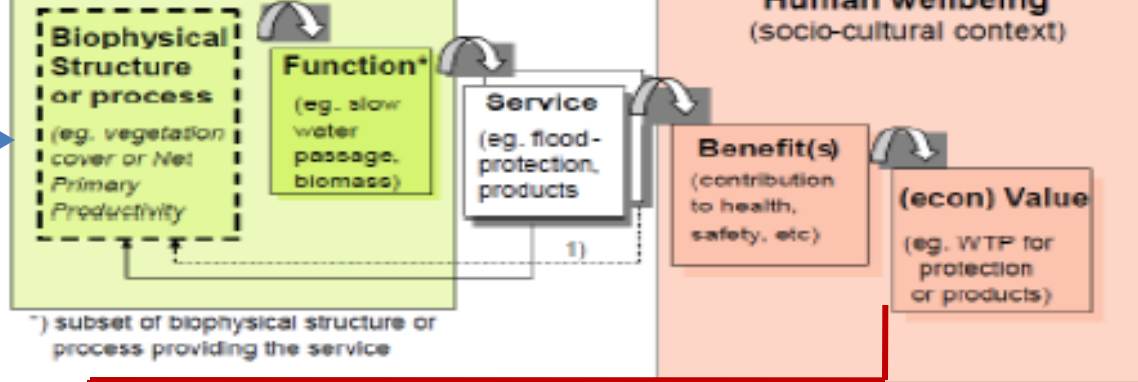 Human wellbeing
(socio-cultural context)
Biophysical
Structure
or process
(eg. vegetation
cover or Net
Primary
Productivity
Function*
(eg. slow
water
passage,
biomass)
Service
(eg. flood-
protection,
products
Benefit(s)
(contribution
to health,
safety, etc)
(econ) Value
(eg. WTP for
protection
or products)
1)
*) subset of biophysical structure or
process providing the service